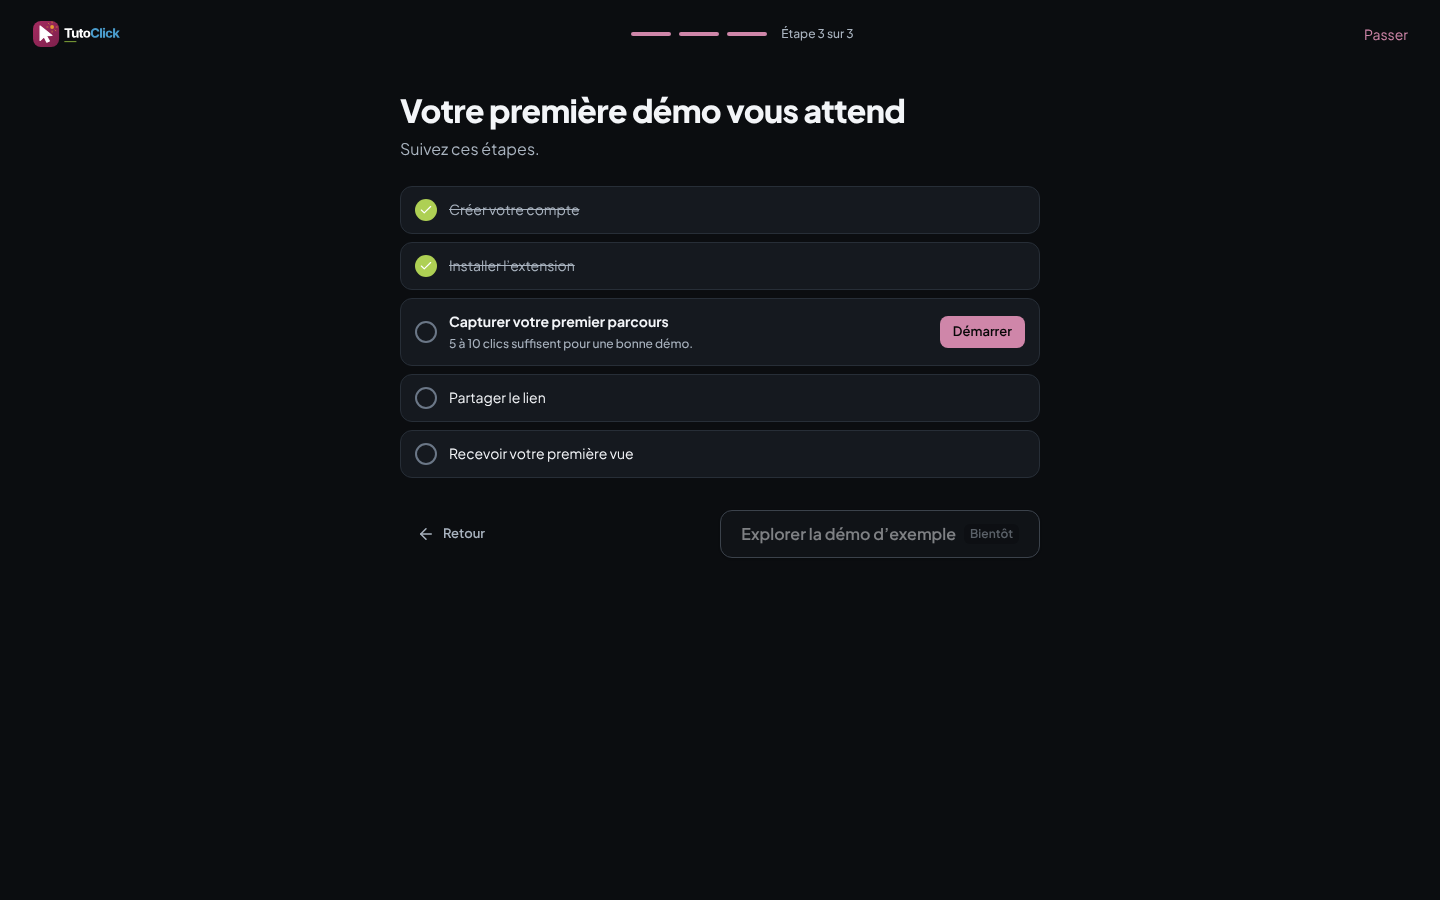 TutoClick
Étape 3 sur 3
Passer
Votre première démo vous attend
Suivez ces étapes.
Créer votre compte
Installer l’extension
Capturer votre premier parcours
5 à 10 clics suffisent pour une bonne démo.
Démarrer
Partager le lien
Recevoir votre première vue
Retour
Explorer la démo d’exemple Bientôt